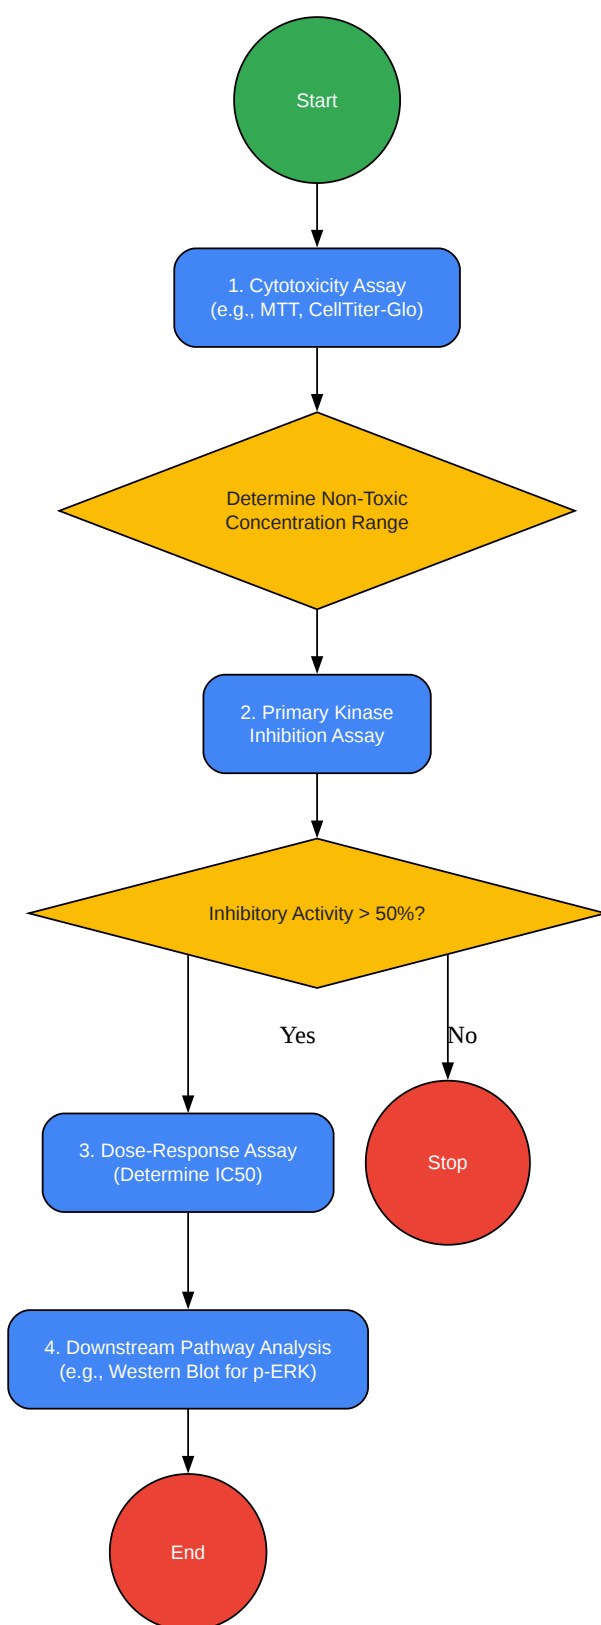 Start
1. Cytotoxicity Assay
(e.g., MTT, CellTiter-Glo)
Determine Non-Toxic
Concentration Range
2. Primary Kinase
Inhibition Assay
Inhibitory Activity > 50%?
Yes
No
3. Dose-Response Assay
(Determine IC50)
Stop
4. Downstream Pathway Analysis
(e.g., Western Blot for p-ERK)
End